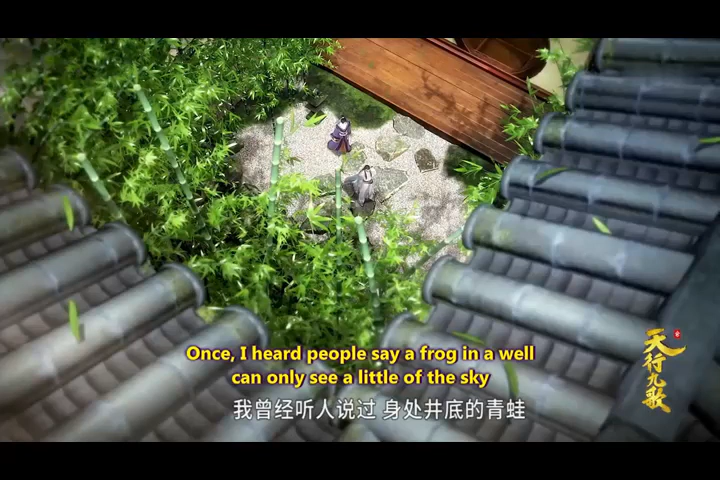 天行九歌
Once, I heard people say a frog in a well
can only see a little of the sky
我曾经听人说过 身处井底的青蛙